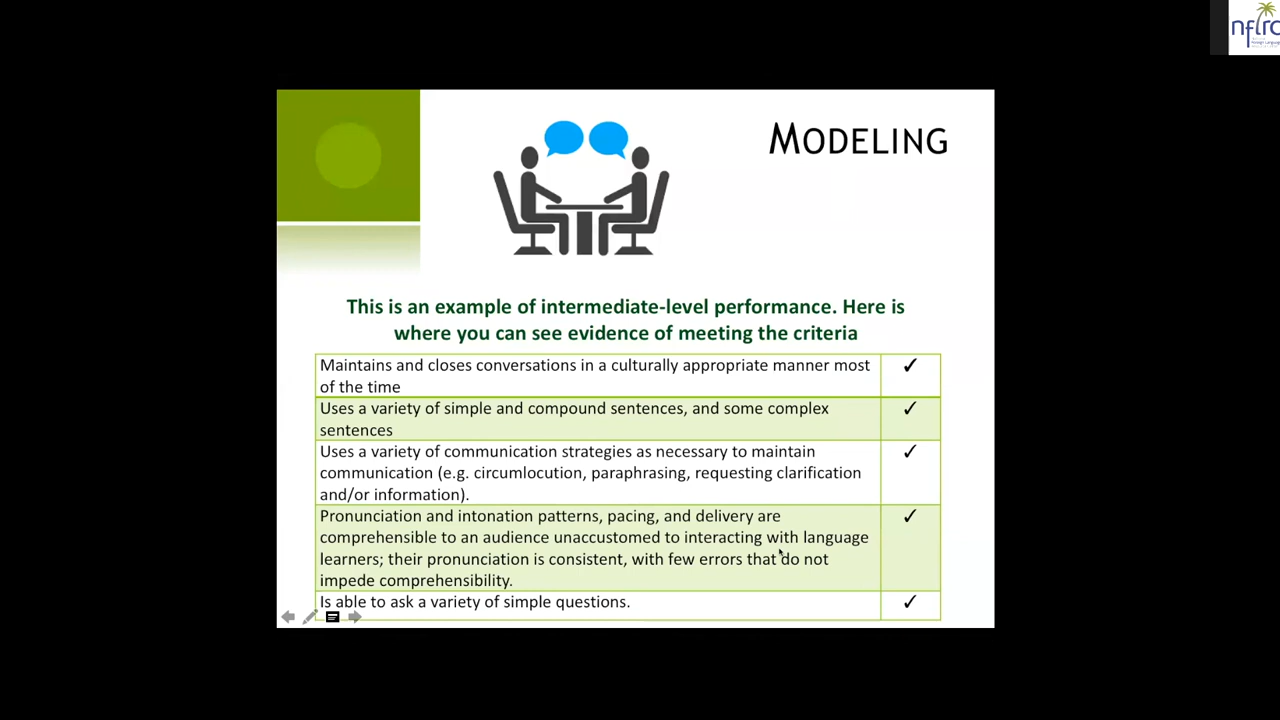 nflrc
MODELING
This is an example of intermediate-level performance. Here is
where you can see evidence of meeting the criteria
Maintains and closes conversations in a culturally appropriate manner most ✓
of the time
Uses a variety of simple and compound sentences, and some complex ✓
sentences
Uses a variety of communication strategies as necessary to maintain ✓
communication (e.g. circumlocution, paraphrasing, requesting clarification
and/or information).
Pronunciation and intonation patterns, pacing, and delivery are ✓
comprehensible to an audience unaccustomed to interacting with language
learners; their pronunciation is consistent, with few errors that do not
impede comprehensibility.
Is able to ask a variety of simple questions. ✓